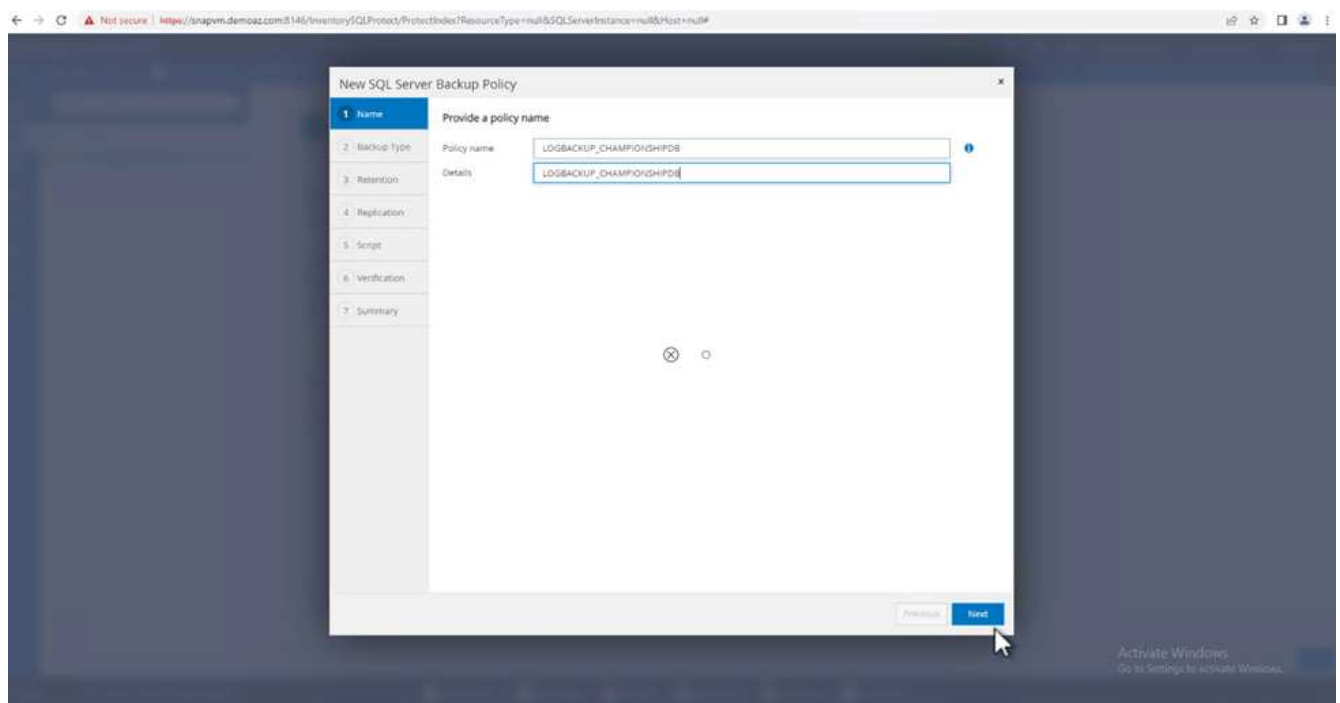 Not secure | https://snapvm.demoaz.com:8146/InventorySQLProtect/ProtectIndex?ResourceType=null&SQLServerInstance=null&Host=null#
New SQL Server Backup Policy ×
1 Name
2 Backup Type
3 Retention
4 Replication
5 Script
6 Verification
7 Summary
Provide a policy name
Policy name LOGBACKUP_CHAMPIONSHIPDB
Details LOGBACKUP_CHAMPIONSHIPDB
Previous Next
Activate Windows
Go to Settings to activate Windows.